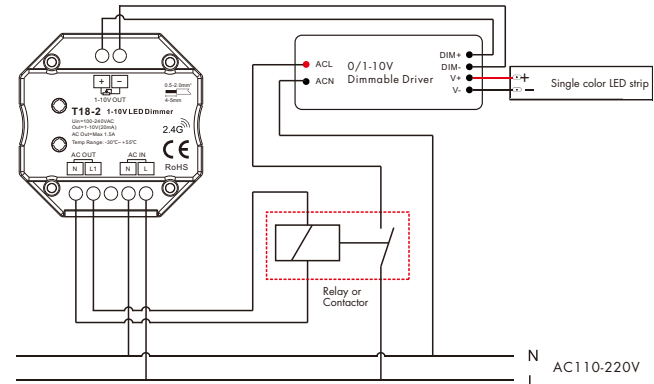 + −
0.5-2.0mm²
4-5mm
1-10V OUT
T18-2 1-10V LED Dimmer
Uin=100-240VAC
Out=1-10V(20mA)
AC Out=Max 1.5A
Temp Range: -30℃~+55℃
2.4G
CE
RoHS
AC OUT AC IN
N L1 N L
ACL
ACN
0/1-10V
Dimmable Driver
DIM+
DIM-
V+
V-
+
−
Single color LED strip
Relay or
Contactor
N
AC110-220V
L